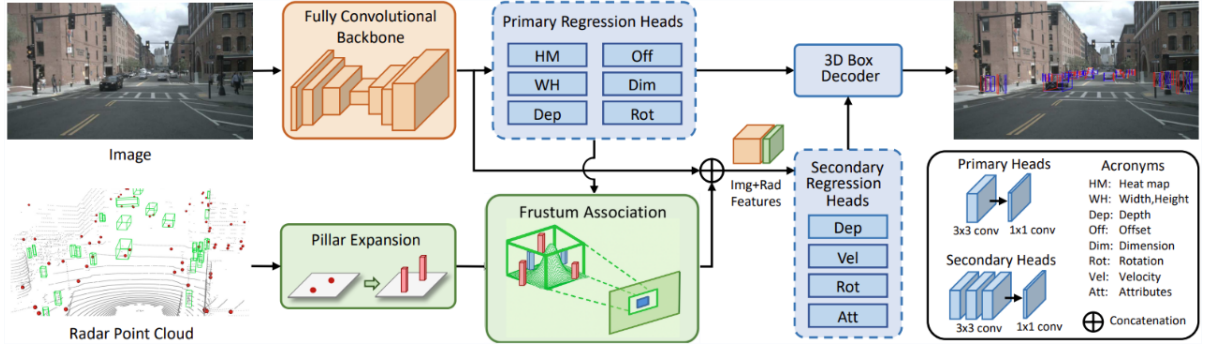 Fully Convolutional
Backbone
Primary Regression Heads
HM
Off
WH
Dim
Dep
Rot
3D Box
Decoder
Image
Img+Rad
Features
Secondary
Regression
Heads
Dep
Vel
Rot
Att
Pillar Expansion
Frustum Association
Radar Point Cloud
Primary Heads
3x3 conv
1x1 conv
Secondary Heads
3x3 conv
1x1 conv
Acronyms
HM: Heat map
WH: Width,Height
Dep: Depth
Off: Offset
Dim: Dimension
Rot: Rotation
Vel: Velocity
Att: Attributes
Concatenation